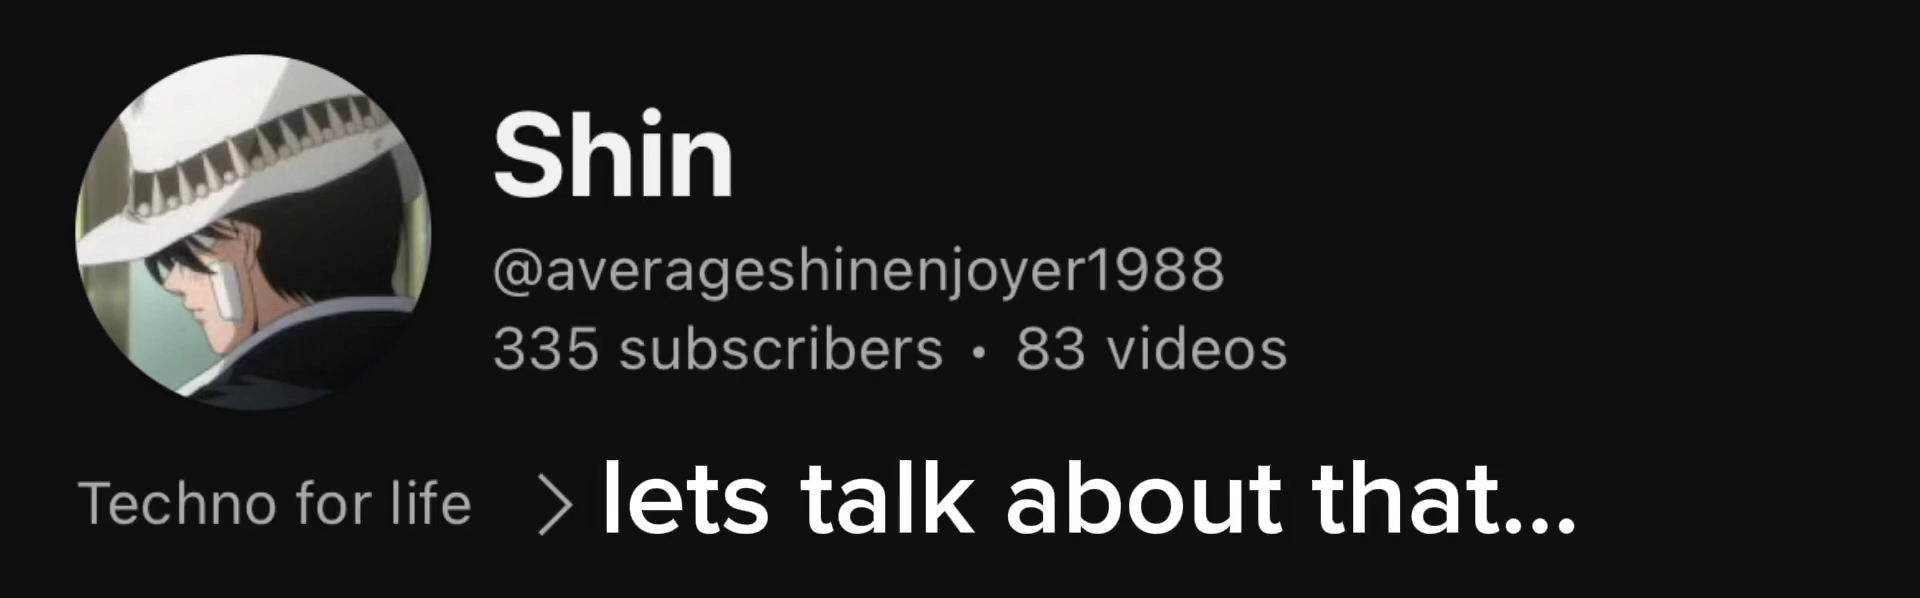 Shin
@averageshinenjoyer1988
335 subscribers • 83 videos
Techno for life > lets talk about that...